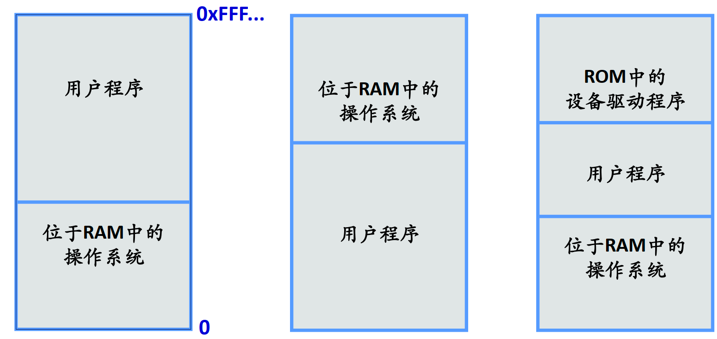 0xFFF...
用户程序
位于RAM中的
操作系统
0
位于RAM中的
操作系统
用户程序
ROM中的
设备驱动程序
用户程序
位于RAM中的
操作系统